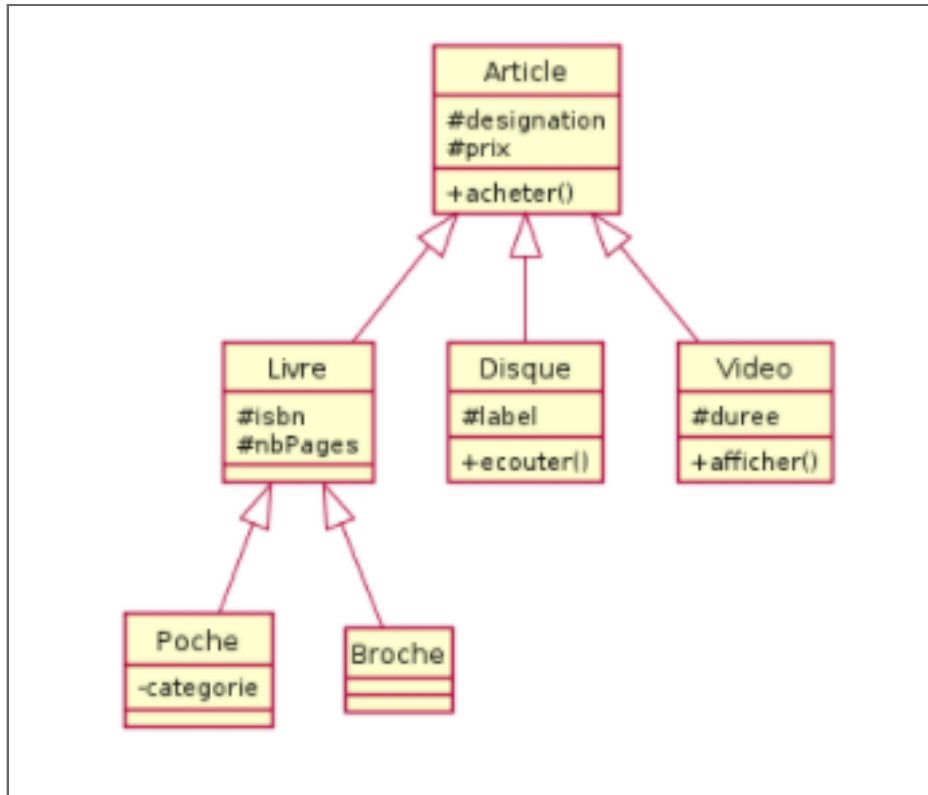 Article
#designation
#prix
+acheter()
Livre
#isbn
#nbPages
Disque
#label
+ecouter()
Video
#duree
+afficher()
Poche
-categorie
Broche